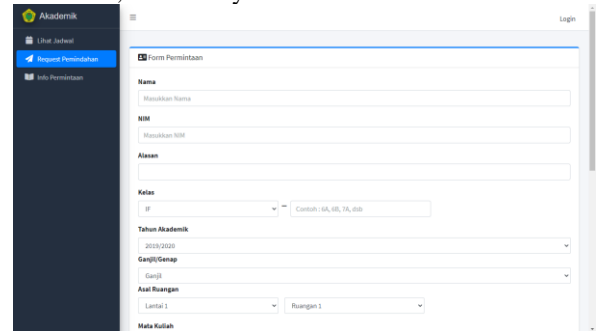 Akademik
Login
Lihat Jadwal
Request Pemindahan
Info Permintaan
Form Permintaan
Nama
Masukkan Nama
NIM
Masukkan NIM
Alasan
Kelas
IF
–
Contoh : 6A, 6B, 7A, dsb
Tahun Akademik
2019/2020
Ganjil/Genap
Ganjil
Asal Ruangan
Lantai 1
Ruangan 1
Mata Kuliah